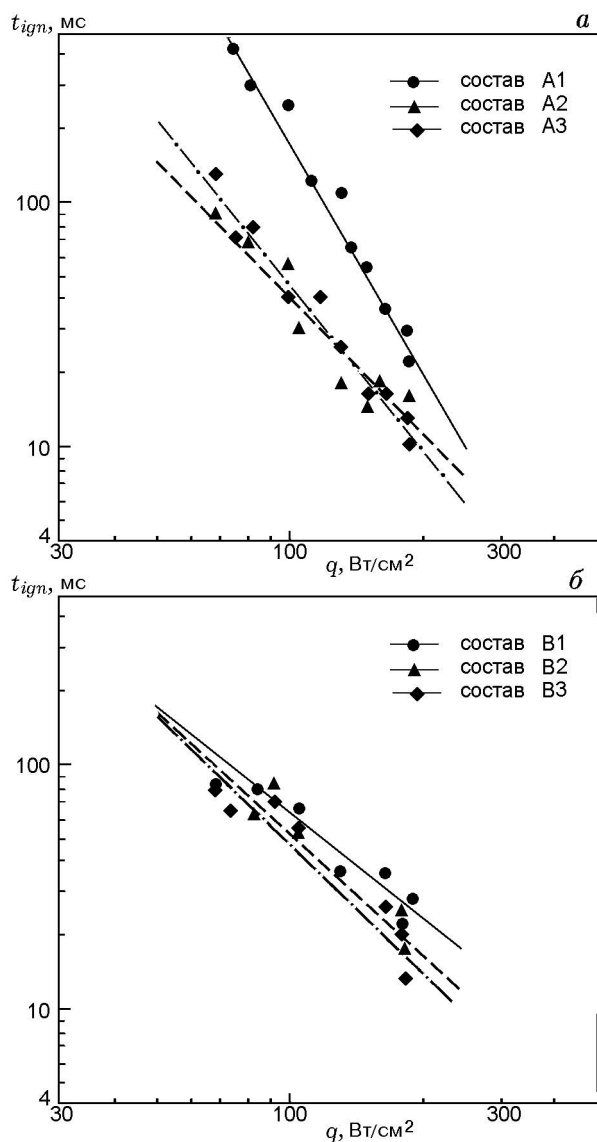 t_ign, мс
а
состав A1
состав A2
состав A3
100
10
4
30
100
300
q, Вт/см²
t_ign, мс
б
состав B1
состав B2
состав B3
100
10
4
30
100
300
q, Вт/см²